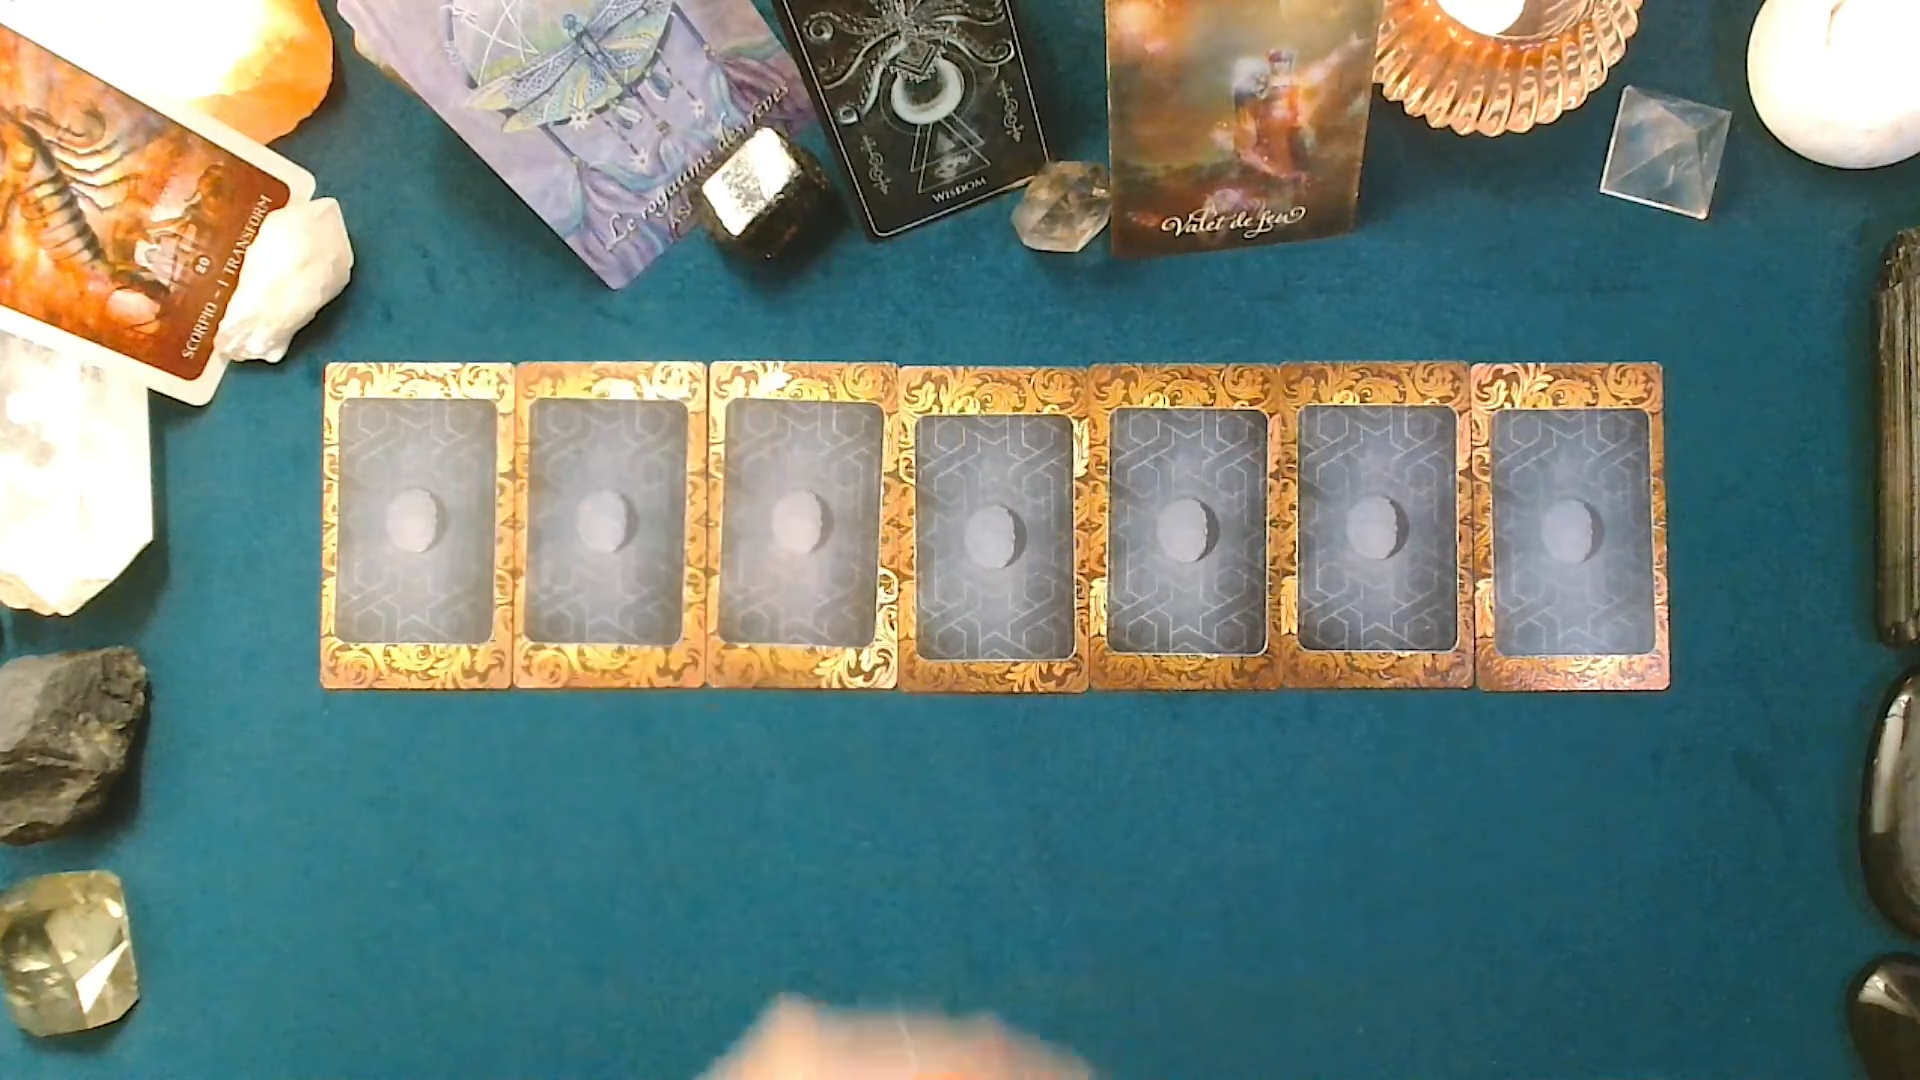 20
SCORPIO - I TRANSFORM
Le royaume des rêves
WISDOM
Valet de feu